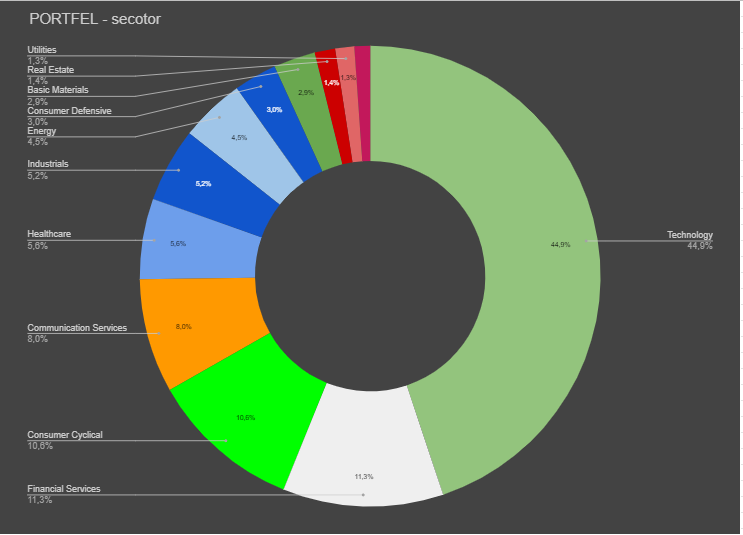 PORTFEL - secotor
Utilities
1,3%
Real Estate
1,4%
Basic Materials
2,9%
Consumer Defensive
3,0%
Energy
4,5%
Industrials
5,2%
Healthcare
5,6%
Communication Services
8,0%
Consumer Cyclical
10,6%
Financial Services
11,3%
Technology
44,9%
1,3%
1,4%
2,9%
3,0%
4,5%
5,2%
5,6%
8,0%
10,6%
11,3%
44,9%